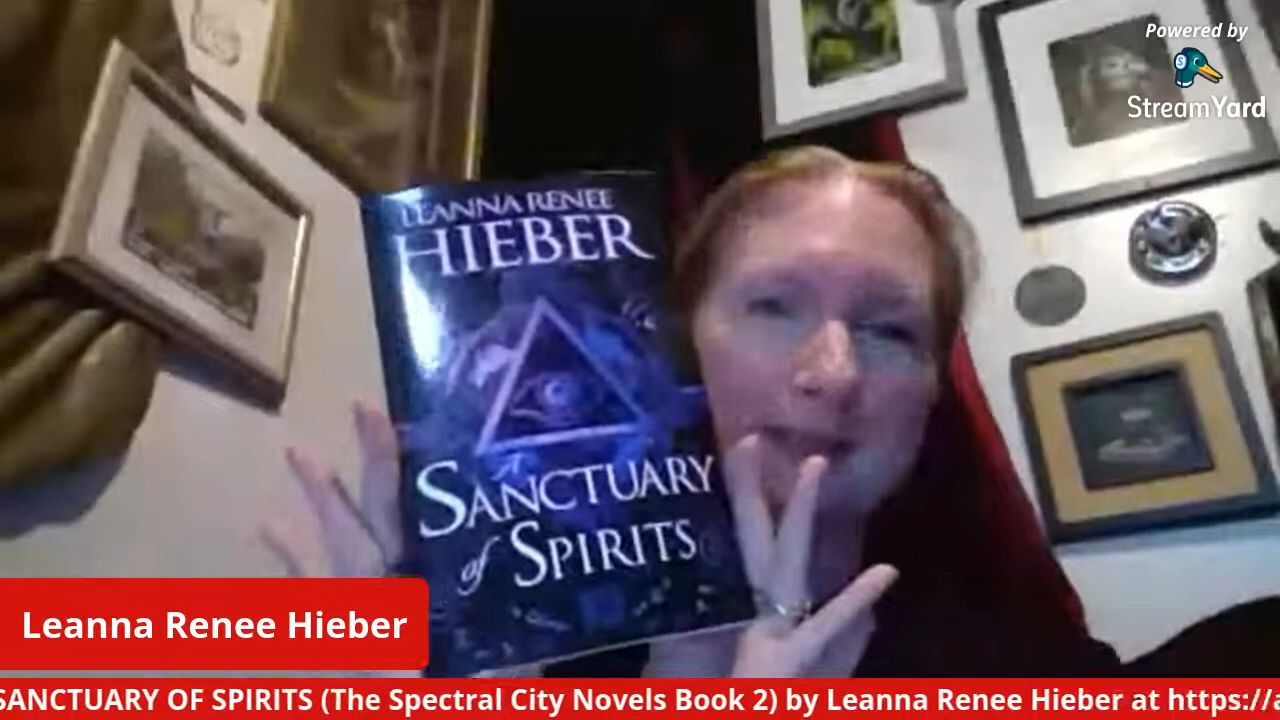 Powered by
StreamYard
LEANNA RENEE
HIEBER
SANCTUARY
of SPIRITS
Leanna Renee Hieber
SANCTUARY OF SPIRITS (The Spectral City Novels Book 2) by Leanna Renee Hieber at https://a